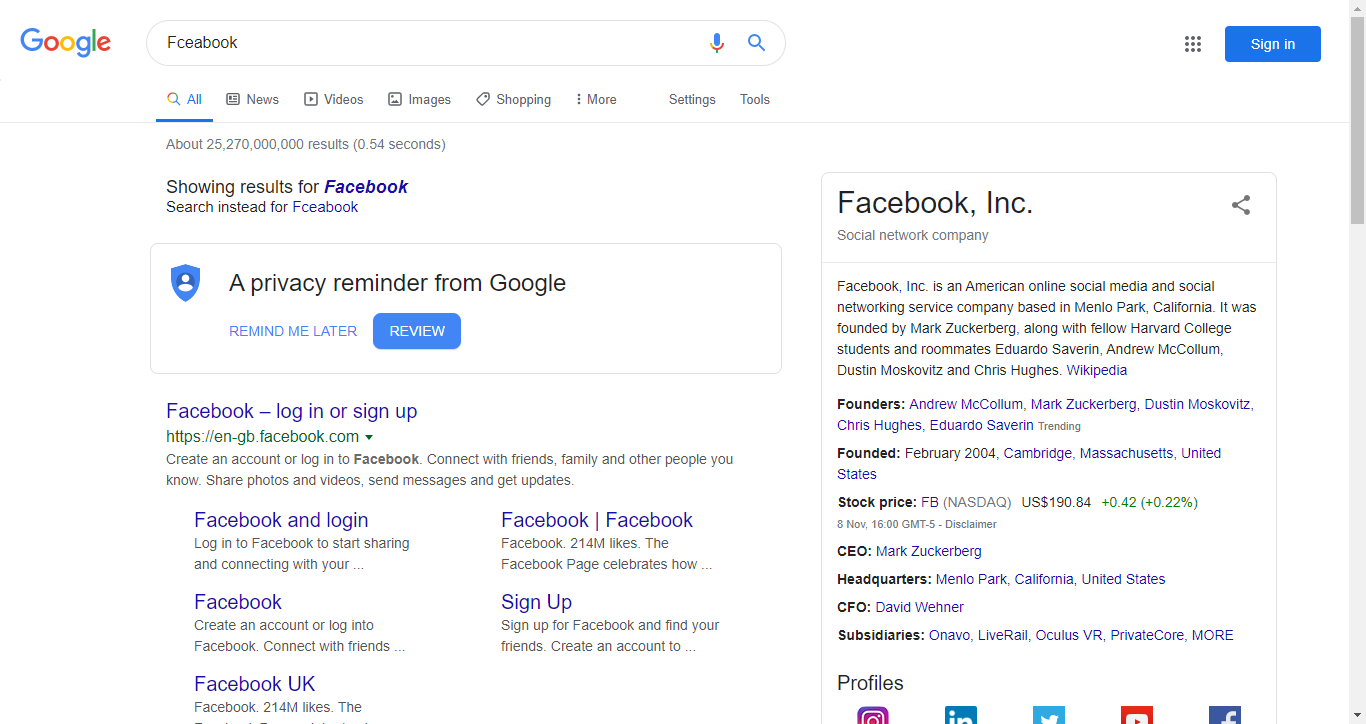 Google
Fceabook
Sign in
All
News
Videos
Images
Shopping
More
Settings
Tools
About 25,270,000,000 results (0.54 seconds)
Showing results for Facebook
Search instead for Fceabook
A privacy reminder from Google
REMIND ME LATER
REVIEW
Facebook – log in or sign up
https://en-gb.facebook.com
Create an account or log in to Facebook. Connect with friends, family and other people you
know. Share photos and videos, send messages and get updates.
Facebook and login
Log in to Facebook to start sharing
and connecting with your ...
Facebook | Facebook
Facebook. 214M likes. The
Facebook Page celebrates how ...
Facebook
Create an account or log into
Facebook. Connect with friends ...
Sign Up
Sign up for Facebook and find your
friends. Create an account to ...
Facebook UK
Facebook. 214M likes. The
Facebook, Inc.
Social network company
Facebook, Inc. is an American online social media and social
networking service company based in Menlo Park, California. It was
founded by Mark Zuckerberg, along with fellow Harvard College
students and roommates Eduardo Saverin, Andrew McCollum,
Dustin Moskovitz and Chris Hughes. Wikipedia
Founders: Andrew McCollum, Mark Zuckerberg, Dustin Moskovitz,
Chris Hughes, Eduardo Saverin Trending
Founded: February 2004, Cambridge, Massachusetts, United
States
Stock price: FB (NASDAQ) US$190.84 +0.42 (+0.22%)
8 Nov, 16:00 GMT-5 - Disclaimer
CEO: Mark Zuckerberg
Headquarters: Menlo Park, California, United States
CFO: David Wehner
Subsidiaries: Onavo, LiveRail, Oculus VR, PrivateCore, MORE
Profiles